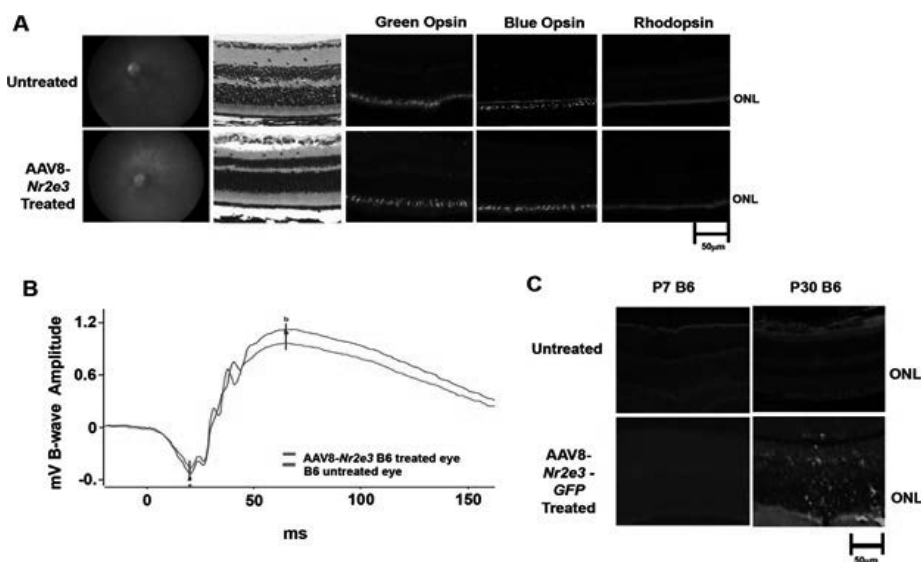 A
Green Opsin Blue Opsin Rhodopsin
Untreated
ONL
AAV8-
Nr2e3
Treated
ONL
50µm
B
mV B-wave Amplitude
1.2
0.6
0
-0.
b
AAV8-Nr2e3 B6 treated eye
B6 untreated eye
0 50 100 150
ms
C
P7 B6 P30 B6
Untreated
ONL
AAV8-
Nr2e3 -
GFP
Treated
ONL
50µm